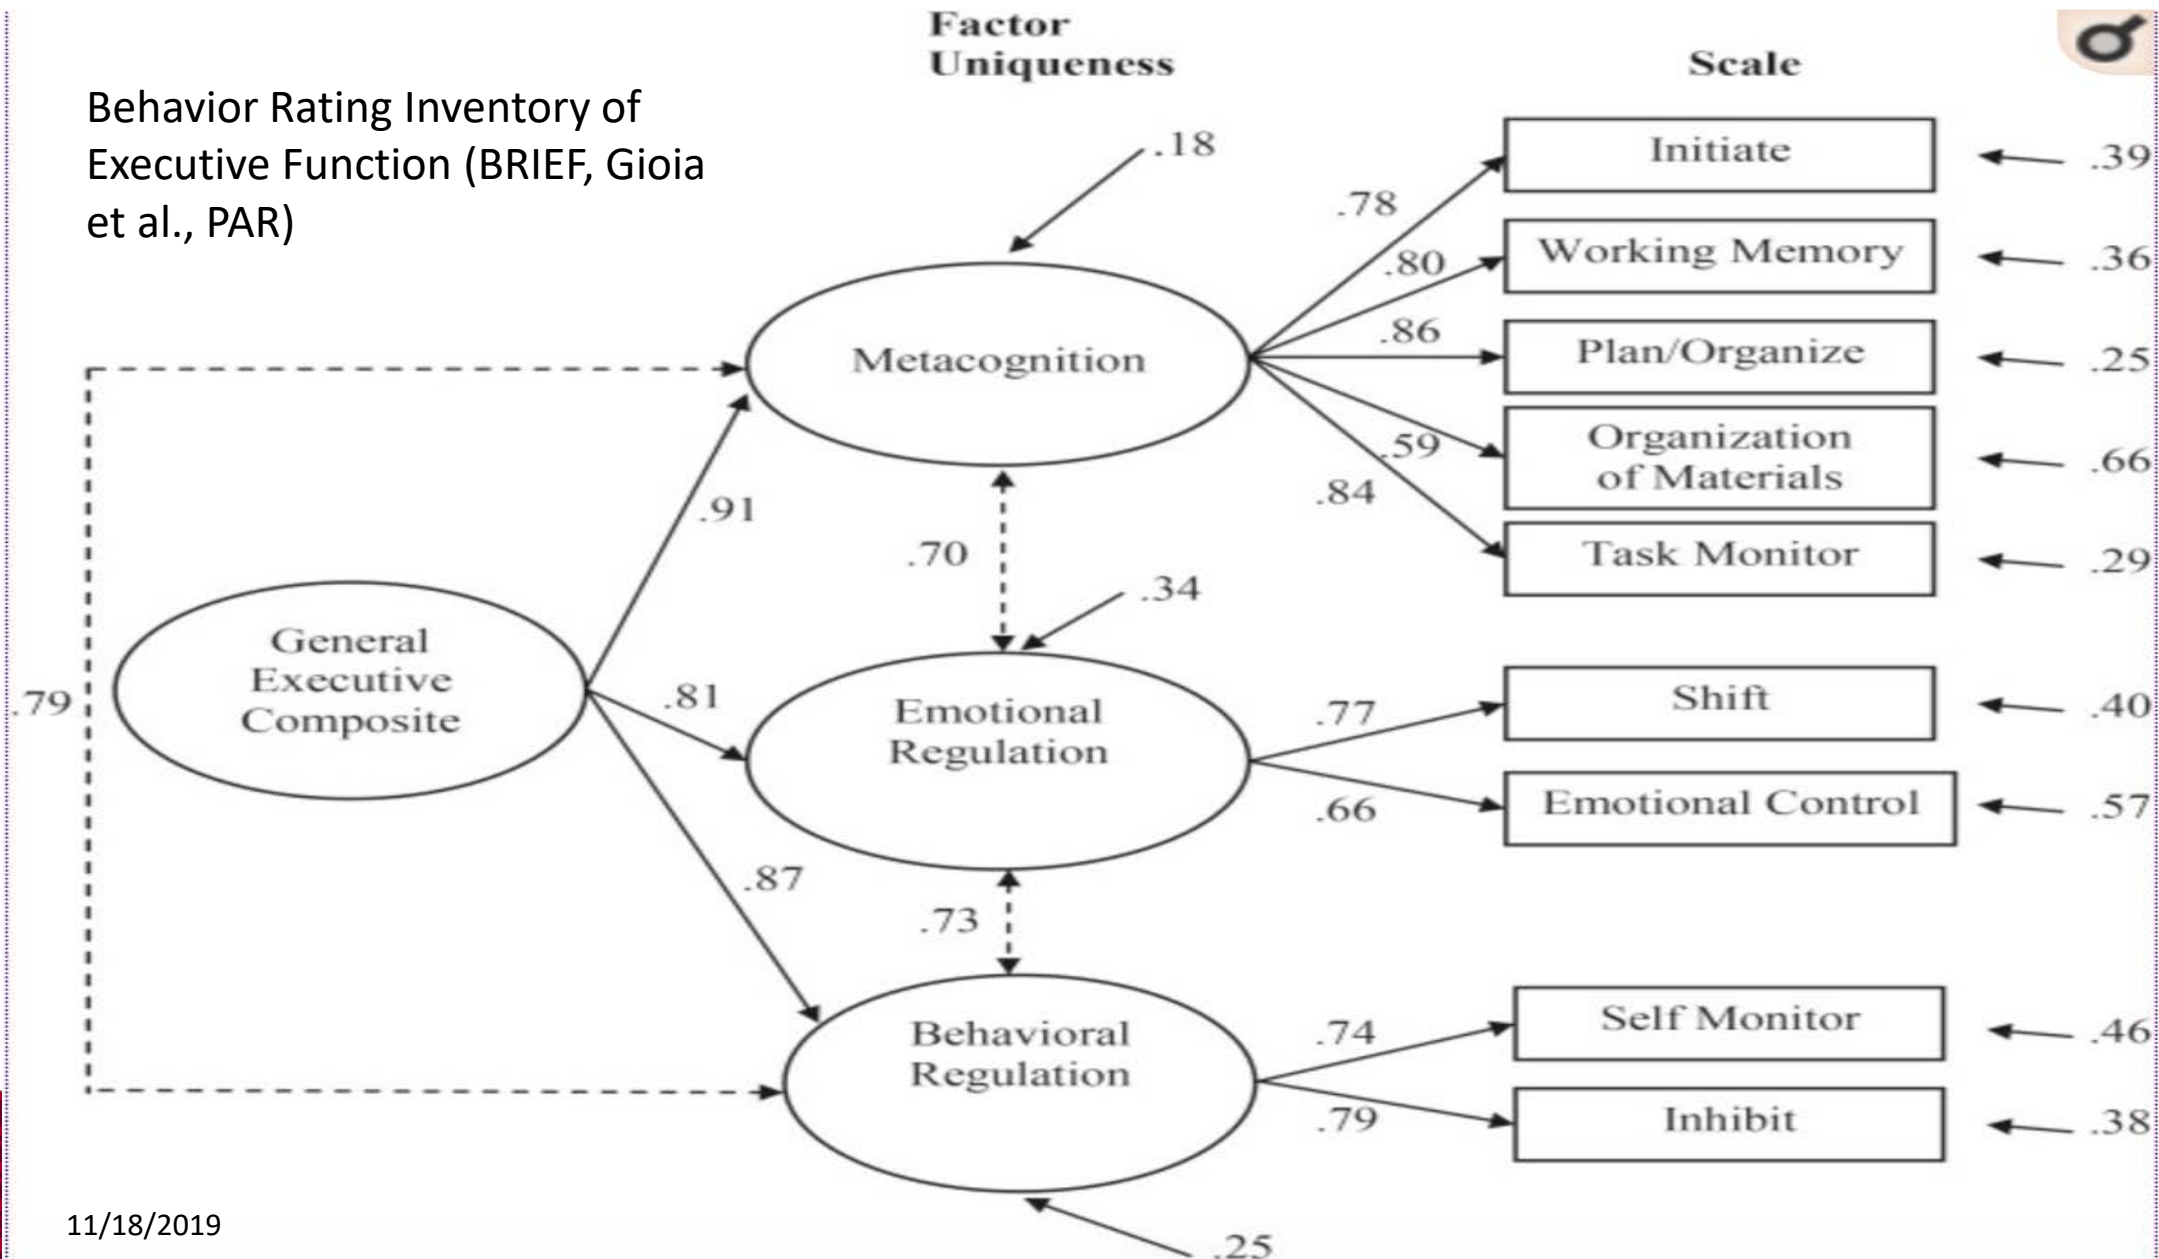 Factor
Uniqueness
Scale
Behavior Rating Inventory of
Executive Function (BRIEF, Gioia
et al., PAR)
.18
Initiate
.39
.78
Working Memory
.36
.80
.86
Plan/Organize
.25
Metacognition
.59
Organization
of Materials
.66
.84
Task Monitor
.29
.91
.70
.34
General
Executive
Composite
.79
.81
Emotional
Regulation
.77
Shift
.40
.66
Emotional Control
.57
.87
.73
Behavioral
Regulation
.74
Self Monitor
.46
.79
Inhibit
.38
.25
11/18/2019